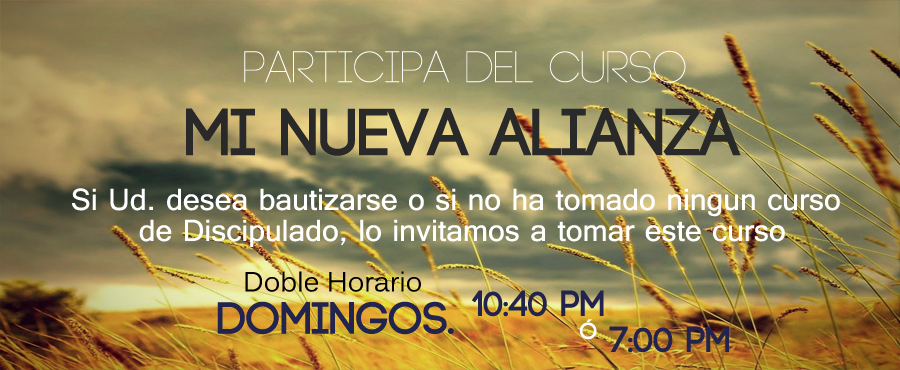 PARTICIPA DEL CURSO
MI NUEVA ALIANZA
Si Ud. desea bautizarse o si no ha tomado ningun curso
de Discipulado, lo invitamos a tomar este curso
Doble Horario
DOMINGOS. 10:40 PM
Ó
7:00 PM